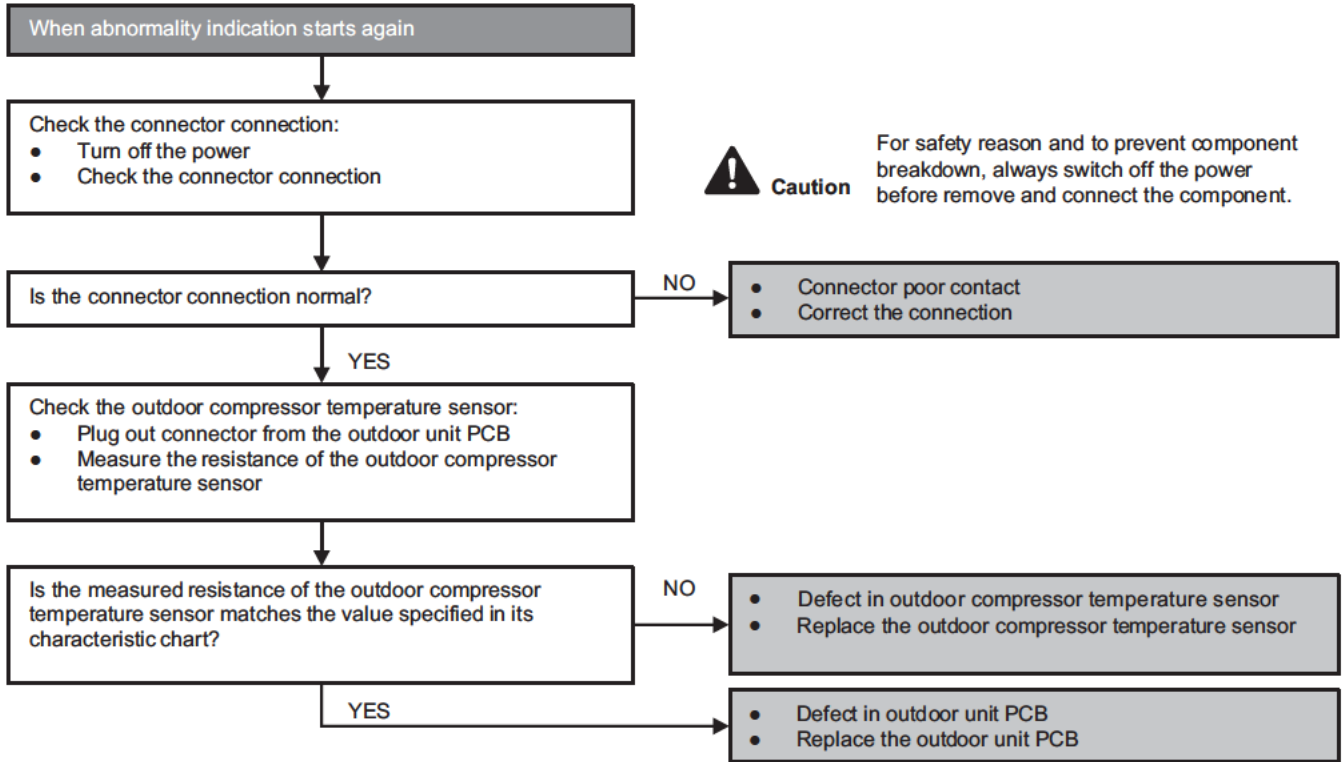 When abnormality indication starts again
Check the connector connection:
● Turn off the power
● Check the connector connection
For safety reason and to prevent component
breakdown, always switch off the power
before remove and connect the component.
Caution
Is the connector connection normal?
NO
● Connector poor contact
● Correct the connection
YES
Check the outdoor compressor temperature sensor:
● Plug out connector from the outdoor unit PCB
● Measure the resistance of the outdoor compressor
temperature sensor
Is the measured resistance of the outdoor compressor
temperature sensor matches the value specified in its
characteristic chart?
NO
● Defect in outdoor compressor temperature sensor
● Replace the outdoor compressor temperature sensor
YES
● Defect in outdoor unit PCB
● Replace the outdoor unit PCB